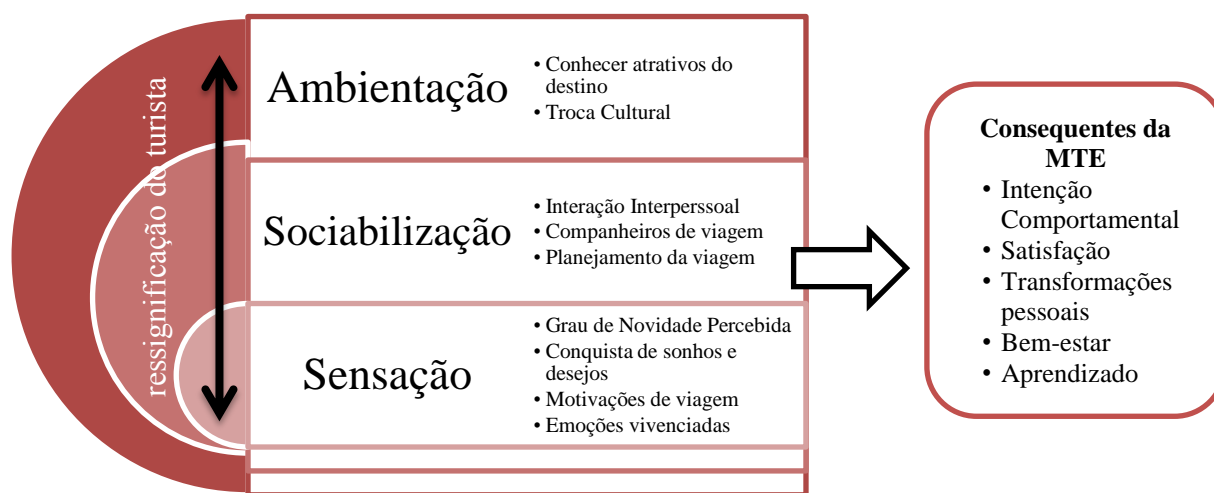 ressignificação do turista
Ambientação
• Conhecer atrativos do
destino
• Troca Cultural
Sociabilização
• Interação Interperssoal
• Companheiros de viagem
• Planejamento da viagem
Sensação
• Grau de Novidade Percebida
• Conquista de sonhos e
desejos
• Motivações de viagem
• Emoções vivenciadas
Consequentes da
MTE
• Intenção
Comportamental
• Satisfação
• Transformações
pessoais
• Bem-estar
• Aprendizado